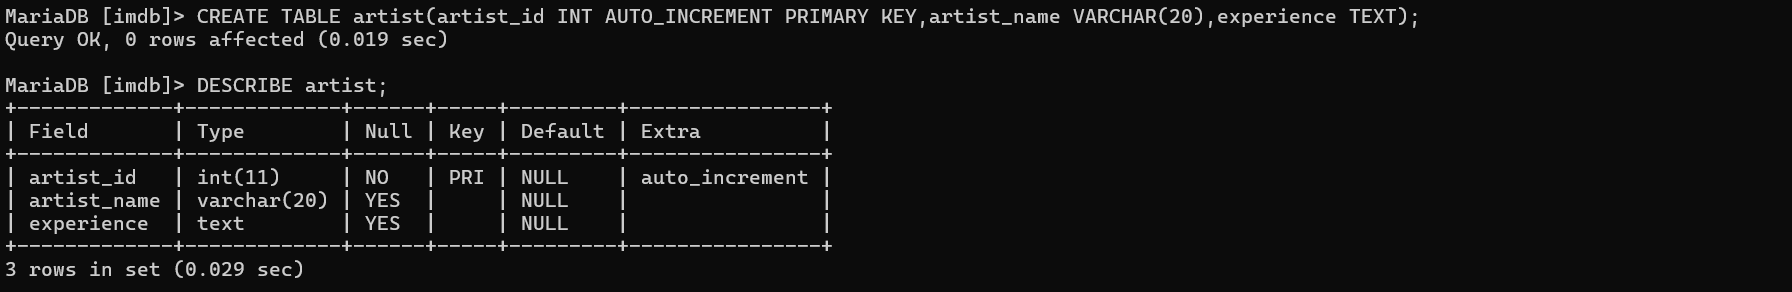 MariaDB [imdb]> CREATE TABLE artist(artist_id INT AUTO_INCREMENT PRIMARY KEY,artist_name VARCHAR(20),experience TEXT);
Query OK, 0 rows affected (0.019 sec)

MariaDB [imdb]> DESCRIBE artist;
+-------------+-------------+------+-----+---------+----------------+
| Field       | Type        | Null | Key | Default | Extra          |
+-------------+-------------+------+-----+---------+----------------+
| artist_id   | int(11)     | NO   | PRI | NULL    | auto_increment |
| artist_name | varchar(20) | YES  |     | NULL    |                |
| experience  | text        | YES  |     | NULL    |                |
+-------------+-------------+------+-----+---------+----------------+
3 rows in set (0.029 sec)